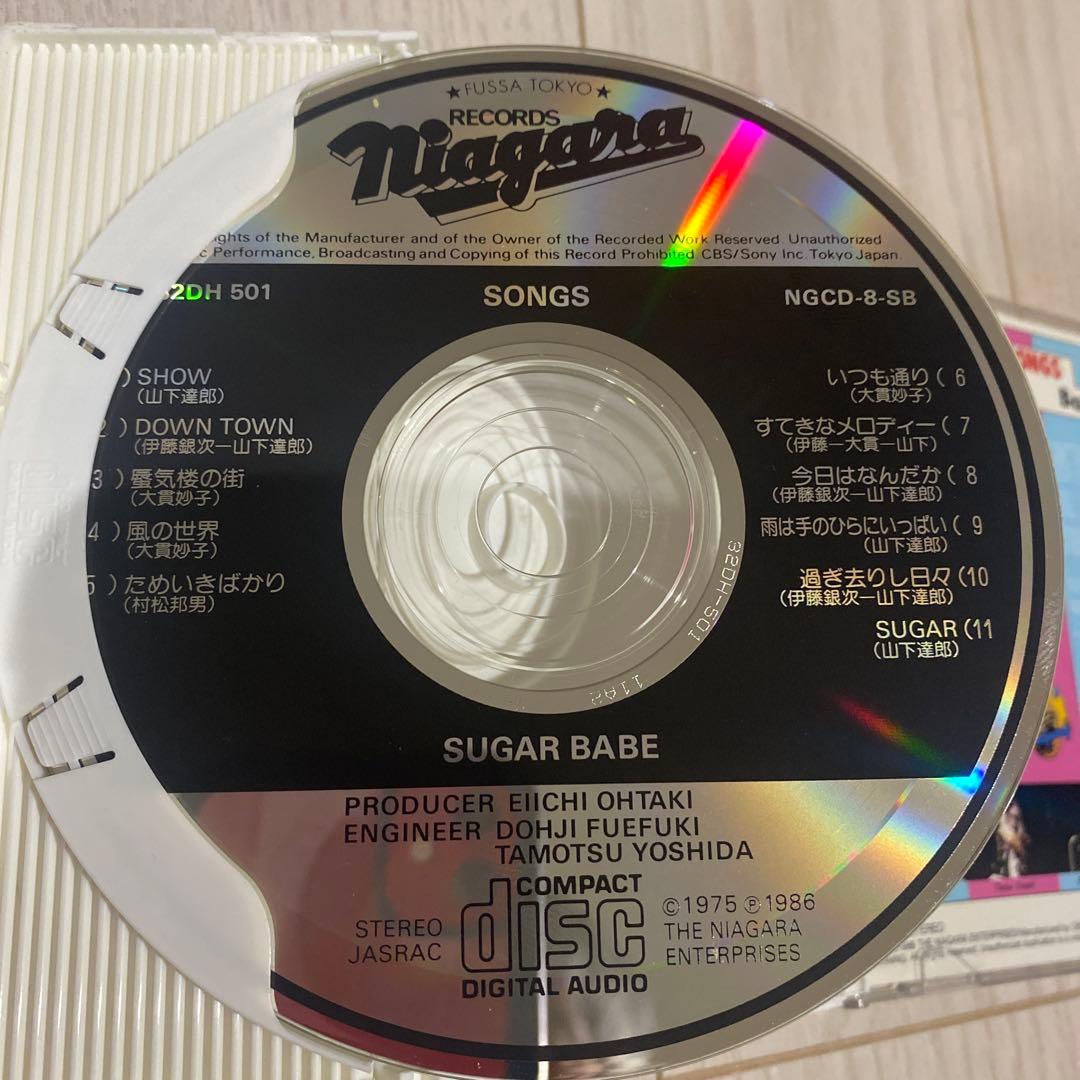 ★FUSSA TOKYO★
RECORDS
Niagara
ghts of the Manufacturer and of the Owner of the Recorded Work Reserved. Unauthorized
c Performance, Broadcasting and Copying of this Record Prohibited. CBS/Sony Inc. Tokyo Japan.
2DH 501
SONGS
NGCD-8-SB
) SHOW
(山下達郎)
2 ) DOWN TOWN
(伊藤銀次ー山下達郎)
3 ) 蜃気楼の街
(大貫妙子)
4 ) 風の世界
(大貫妙子)
5 ) ためいきばかり
(村松邦男)
いつも通り ( 6
(大貫妙子)
すてきなメロディー ( 7
(伊藤ー大貫ー山下)
今日はなんだか ( 8
(伊藤銀次ー山下達郎)
雨は手のひらにいっぱい ( 9
(山下達郎)
過ぎ去りし日々 (10
(伊藤銀次ー山下達郎)
SUGAR (11
(山下達郎)
32DH-501
11A2
SUGAR BABE
PRODUCER EIICHI OHTAKI
ENGINEER DOHJI FUEFUKI
TAMOTSU YOSHIDA
STEREO
JASRAC
COMPACT
disc
DIGITAL AUDIO
©1975 ℗1986
THE NIAGARA
ENTERPRISES
SONGS